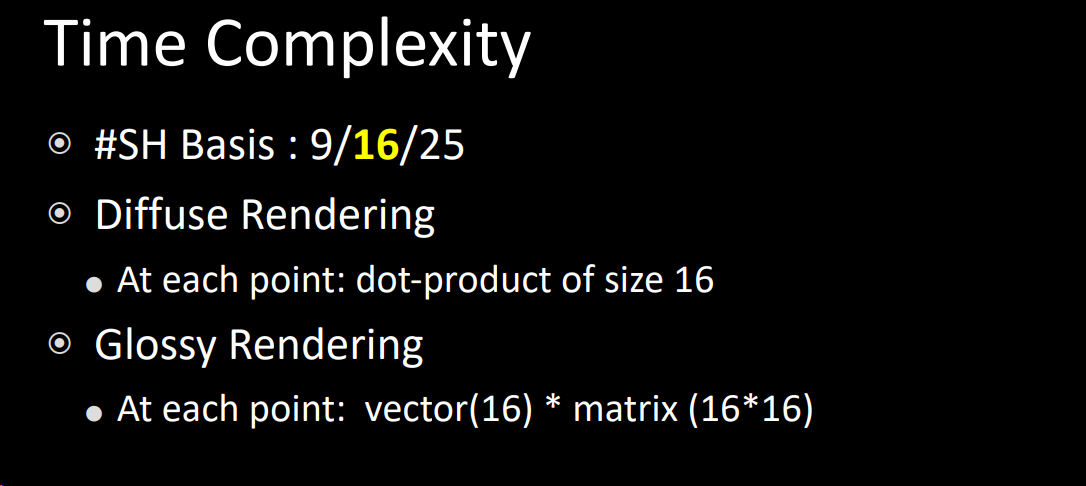 Time Complexity
#SH Basis : 9/16/25
Diffuse Rendering
At each point: dot-product of size 16
Glossy Rendering
At each point: vector(16) * matrix (16*16)